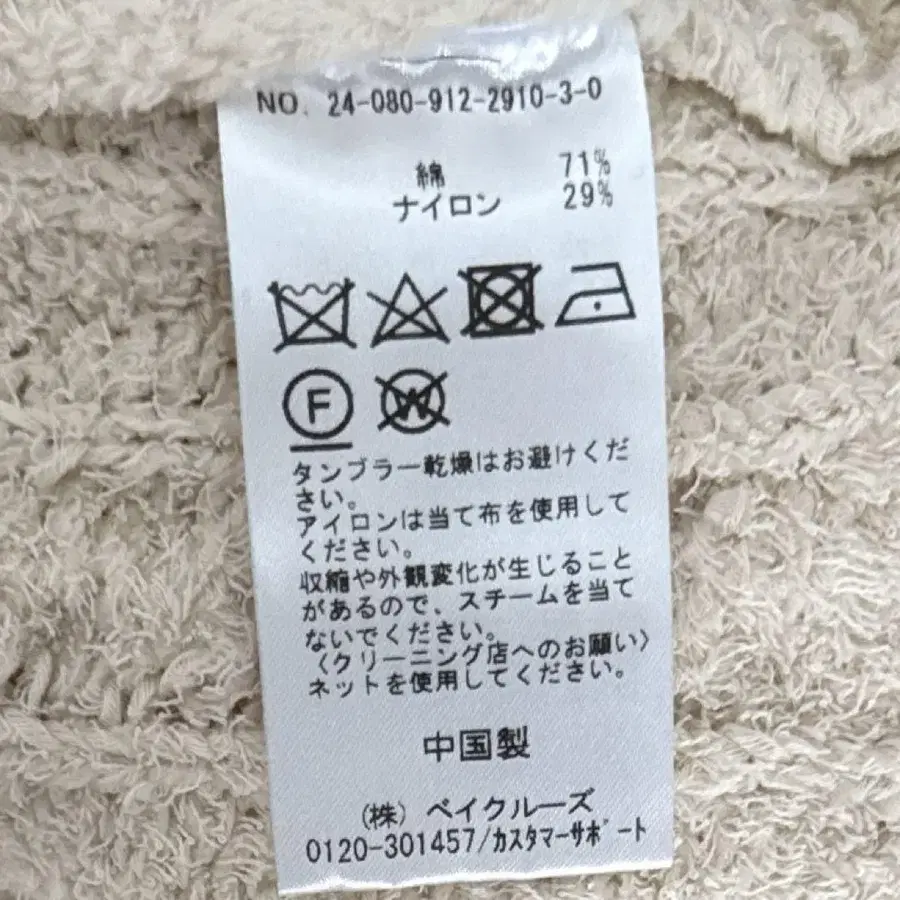 NO. 24-080-912-2910-3-0
綿 71%
ナイロン 29%
F W
タンブラー乾燥はお避けくだ
さい。
アイロンは当て布を使用して
ください。
収縮や外観変化が生じること
があるので、スチームを当て
ないでください。
〈クリーニング店へのお願い〉
ネットを使用してください。
中国製
(株) ベイクルーズ
0120-301457/カスタマーサポート